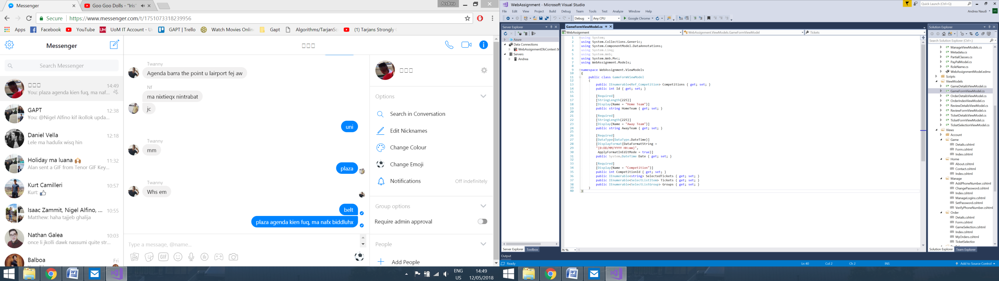 Messenger
Goo Goo Dolls - "Iris"
Andrea
Secure
https://www.messenger.com/t/1751073318239956
Apps
Facebook
YouTube
UoM IT Account - U
GAPT | Trello
Watch Movies Onlin
Gapt
Algorithms/TarjanSc
(1) Tarjans Strongly
Messenger
Search Messenger
14:49
You: plaza agenda kien fuq, ma naf...
GAPT
12:38
You: @Nigel Alfino kif ikollok upda...
Daniel Vella
12:18
Lele ma hadulix wisq hin
Holiday ma luana 🙌🏽
11:32
Alan sent a GIF from Tenor GIF Key...
Kurt Camilleri
10:57
Kurt: 👍
Isaac Zammit, Nigel Alfino, ...
10:55
Matthew: haha tajjeb ghalija
Nathan Galea
10:03
once li jkolli dawk nassumi quite str...
Balboa
Fri
Twanny
Agenda barra the point u lairport fej aw
Nf
ma nixtieqx nintrabat
jc
uni
Twanny
mm
plaza
Twanny
Whs em
belt
plaza agenda kien fuq, ma nafx biddluhx
Type a message, @name...
GIF
Options
Search in Conversation
Edit Nicknames
Change Colour
Change Emoji
Notifications
Off indefinitely
Group options
Require admin approval
People
Add People
ENG
US
14:49
12/05/2018
WebAssignment - Microsoft Visual Studio
Quick Launch (Ctrl+Q)
File Edit View Project Build Debug Team Tools Test Analyze Window Help
Andrea Naudi
AN
Debug
Any CPU
Google Chrome
Server Explorer
Azure
Data Connections
WebAssignmentDbContext (W
Servers
Andrea
Server Explorer
Toolbox
GameFormViewModel.cs
WebAssignment
WebAssignment.ViewModels.GameFormViewModel
Tickets
1 using System;
2 using System.Collections.Generic;
3 using System.ComponentModel.DataAnnotations;
4 using System.Linq;
5 using System.Web;
6 using System.Web.Mvc;
7 using WebAssignment.Models;
8
9 namespace WebAssignment.ViewModels
10 {
11 public class GameFormViewModel
12 {
13 public IEnumerable<Ref_Competition> Competitions { get; set; }
14 public int Id { get; set; }
15
16 [Required]
17 [StringLength(225)]
18 [Display(Name = "Home Team")]
19 public string HomeTeam { get; set; }
20
21 [Required]
22 [StringLength(225)]
23 [Display(Name = "Away Team")]
24 public string AwayTeam { get; set; }
25
26 [Required]
27 [DataType(DataType.DateTime)]
28 [DisplayFormat(DataFormatString =
29 "{0:DD/MM/YYYY HH:mm}",
30 ApplyFormatInEditMode = true)]
31 public System.DateTime Date { get; set; }
32
33 [Required]
34 [Display(Name = "Competition")]
35 public int CompetitionId { get; set; }
36 public IEnumerable<string> SelectedTickets { get; set; }
37 public IEnumerable<SelectListItem> Tickets { get; set; }
38 public IEnumerable<SelectListGroup> Groups { get; set; }
39 }
40 }
76 %
Solution Explorer
Search Solution Explorer (Ctrl+;)
ManageViewModels.cs
Metadata.cs
PartialClasses.cs
PayPalModel.cs
RoleName.cs
WebAssignmentModel.edmx
Scripts
ViewModels
GameDetailsViewModel.cs
GameFormViewModel.cs
OrderDetailsViewModel.cs
OrderIndexViewModel.cs
ReviewDetailsViewModel.cs
ReviewFormViewModel.cs
TicketDetailsViewModel.cs
TicketFormViewModel.cs
TicketSelectionViewModel.cs
Views
Account
Game
Details.cshtml
Form.cshtml
Index.cshtml
Home
About.cshtml
Contact.cshtml
Index.cshtml
Manage
AddPhoneNumber.cshtml
ChangePassword.cshtml
Index.cshtml
ManageLogins.cshtml
SetPassword.cshtml
VerifyPhoneNumber.cshtml
Order
Details.cshtml
Form.cshtml
GameSelection.cshtml
Index.cshtml
MyOrders.cshtml
TicketSelection
Solution Explorer
Team Explorer
Output
Ready
Ln 40
Col 2
Ch 2
INS
Add to Source Control